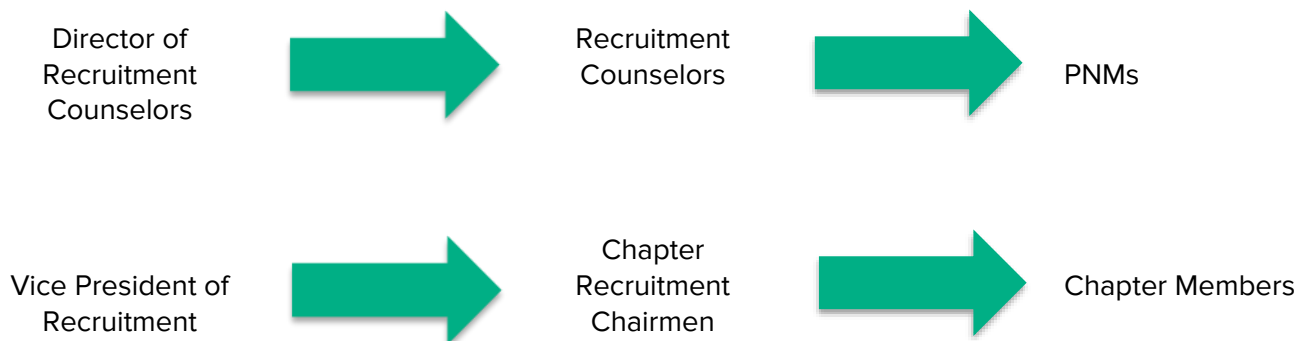 Director of
Recruitment
Counselors
Recruitment
Counselors
PNMs
Vice President of
Recruitment
Chapter
Recruitment
Chairmen
Chapter Members